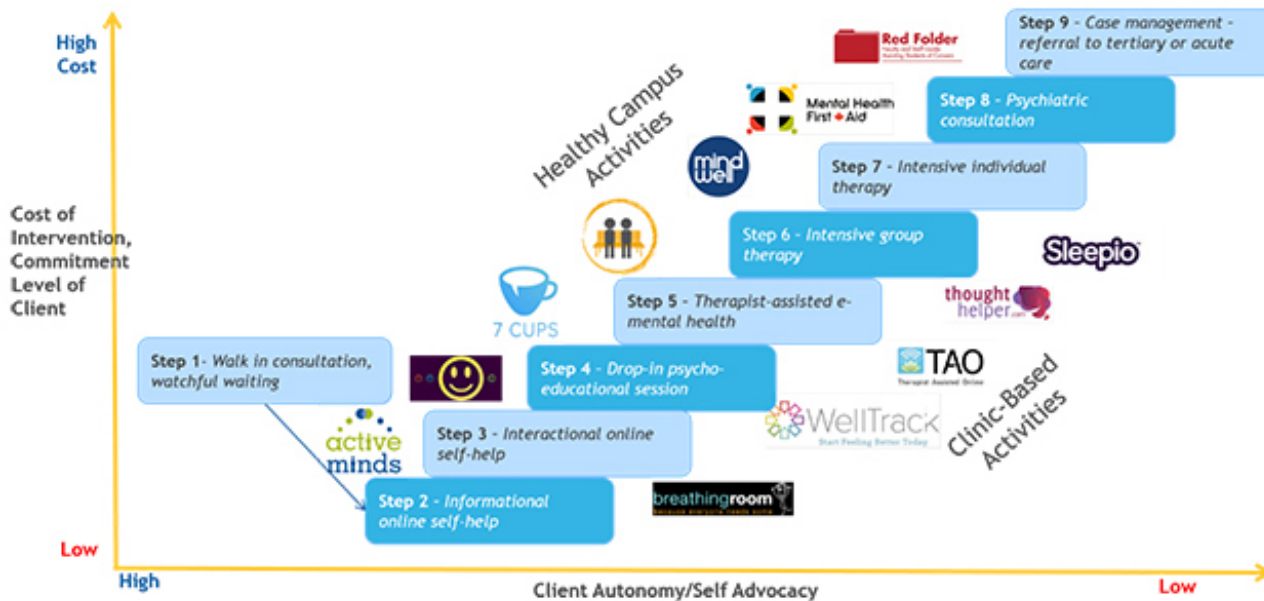 High
Cost
Cost of
Intervention,
Commitment
Level of
Client
Low
High
Client Autonomy/Self Advocacy
Low
Healthy Campus
Activities
Clinic-Based
Activities
Step 1- Walk in consultation,
watchful waiting
Step 2 - Informational
online self-help
Step 3 - Interactional online
self-help
Step 4 - Drop-in psycho-
educational session
Step 5 - Therapist-assisted e-
mental health
Step 6 - Intensive group
therapy
Step 7 - Intensive individual
therapy
Step 8 - Psychiatric
consultation
Step 9 - Case management -
referral to tertiary or acute
care
active
minds
7 CUPS
mind
well
Mental Health
First Aid
Red Folder
Sleepio
thought
helper.com
TAO
Therapist Assisted Online
WellTrack
Start Feeling Better Today
breathingroom
because everyone needs some